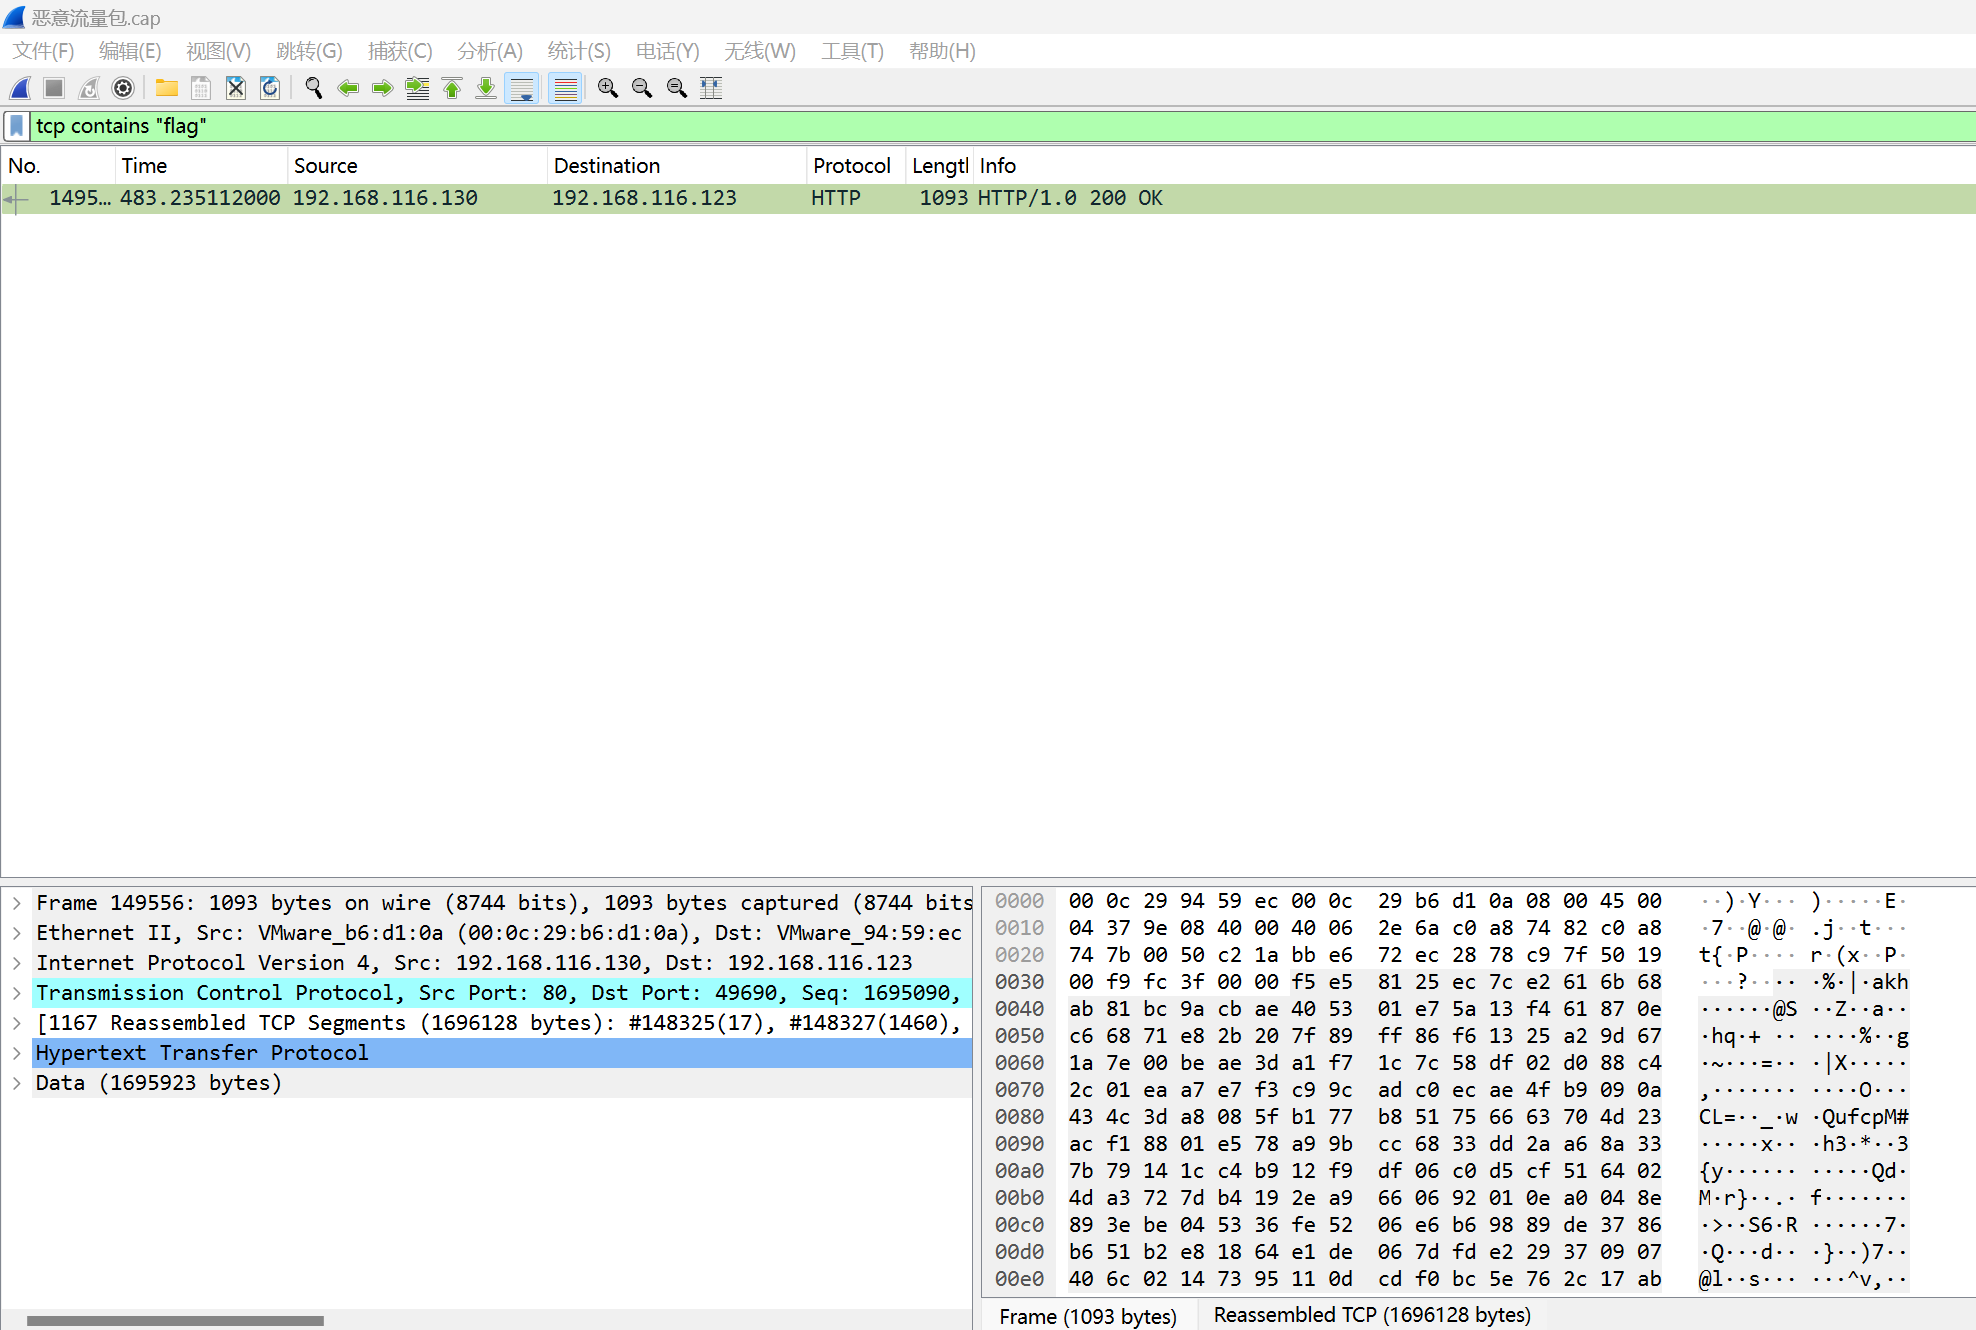 恶意流量包.cap
文件(F) 编辑(E) 视图(V) 跳转(G) 捕获(C) 分析(A) 统计(S) 电话(Y) 无线(W) 工具(T) 帮助(H)
tcp contains "flag"
No. Time Source Destination Protocol Lengtl Info
1495… 483.235112000 192.168.116.130 192.168.116.123 HTTP 1093 HTTP/1.0 200 OK
Frame 149556: 1093 bytes on wire (8744 bits), 1093 bytes captured (8744 bits
Ethernet II, Src: VMware_b6:d1:0a (00:0c:29:b6:d1:0a), Dst: VMware_94:59:ec
Internet Protocol Version 4, Src: 192.168.116.130, Dst: 192.168.116.123
Transmission Control Protocol, Src Port: 80, Dst Port: 49690, Seq: 1695090,
[1167 Reassembled TCP Segments (1696128 bytes): #148325(17), #148327(1460),
Hypertext Transfer Protocol
Data (1695923 bytes)
0000 00 0c 29 94 59 ec 00 0c 29 b6 d1 0a 08 00 45 00 ··)·Y··· )·····E·
0010 04 37 9e 08 40 00 40 06 2e 6a c0 a8 74 82 c0 a8 ·7··@·@· .j··t···
0020 74 7b 00 50 c2 1a bb e6 72 ec 28 78 c9 7f 50 19 t{·P···· r·(x··P·
0030 00 f9 fc 3f 00 00 f5 e5 81 25 ec 7c e2 61 6b 68 ···?···· ·%·|·akh
0040 ab 81 bc 9a cb ae 40 53 01 e7 5a 13 f4 61 87 0e ······@S ··Z··a··
0050 c6 68 71 e8 2b 20 7f 89 ff 86 f6 13 25 a2 9d 67 ·hq·+ ·· ····%··g
0060 1a 7e 00 be ae 3d a1 f7 1c 7c 58 df 02 d0 88 c4 ·~···=·· ·|X·····
0070 2c 01 ea a7 e7 f3 c9 9c ad c0 ec ae 4f b9 09 0a ,······· ····O···
0080 43 4c 3d a8 08 5f b1 77 b8 51 75 66 63 70 4d 23 CL=··_·w ·QufcpM#
0090 ac f1 88 01 e5 78 a9 9b cc 68 33 dd 2a a6 8a 33 ·····x·· ·h3·*··3
00a0 7b 79 14 1c c4 b9 12 f9 df 06 c0 d5 cf 51 64 02 {y······ ·····Qd·
00b0 4d a3 72 7d b4 19 2e a9 66 06 92 01 0e a0 04 8e M·r}··.· f·······
00c0 89 3e be 04 53 36 fe 52 06 e6 b6 98 89 de 37 86 ·>··S6·R ······7·
00d0 b6 51 b2 e8 18 64 e1 de 06 7d fd e2 29 37 09 07 ·Q···d·· ·}··)7··
00e0 40 6c 02 14 73 95 11 0d cd f0 bc 5e 76 2c 17 ab @l··s··· ···^v,··
Frame (1093 bytes) Reassembled TCP (1696128 bytes)